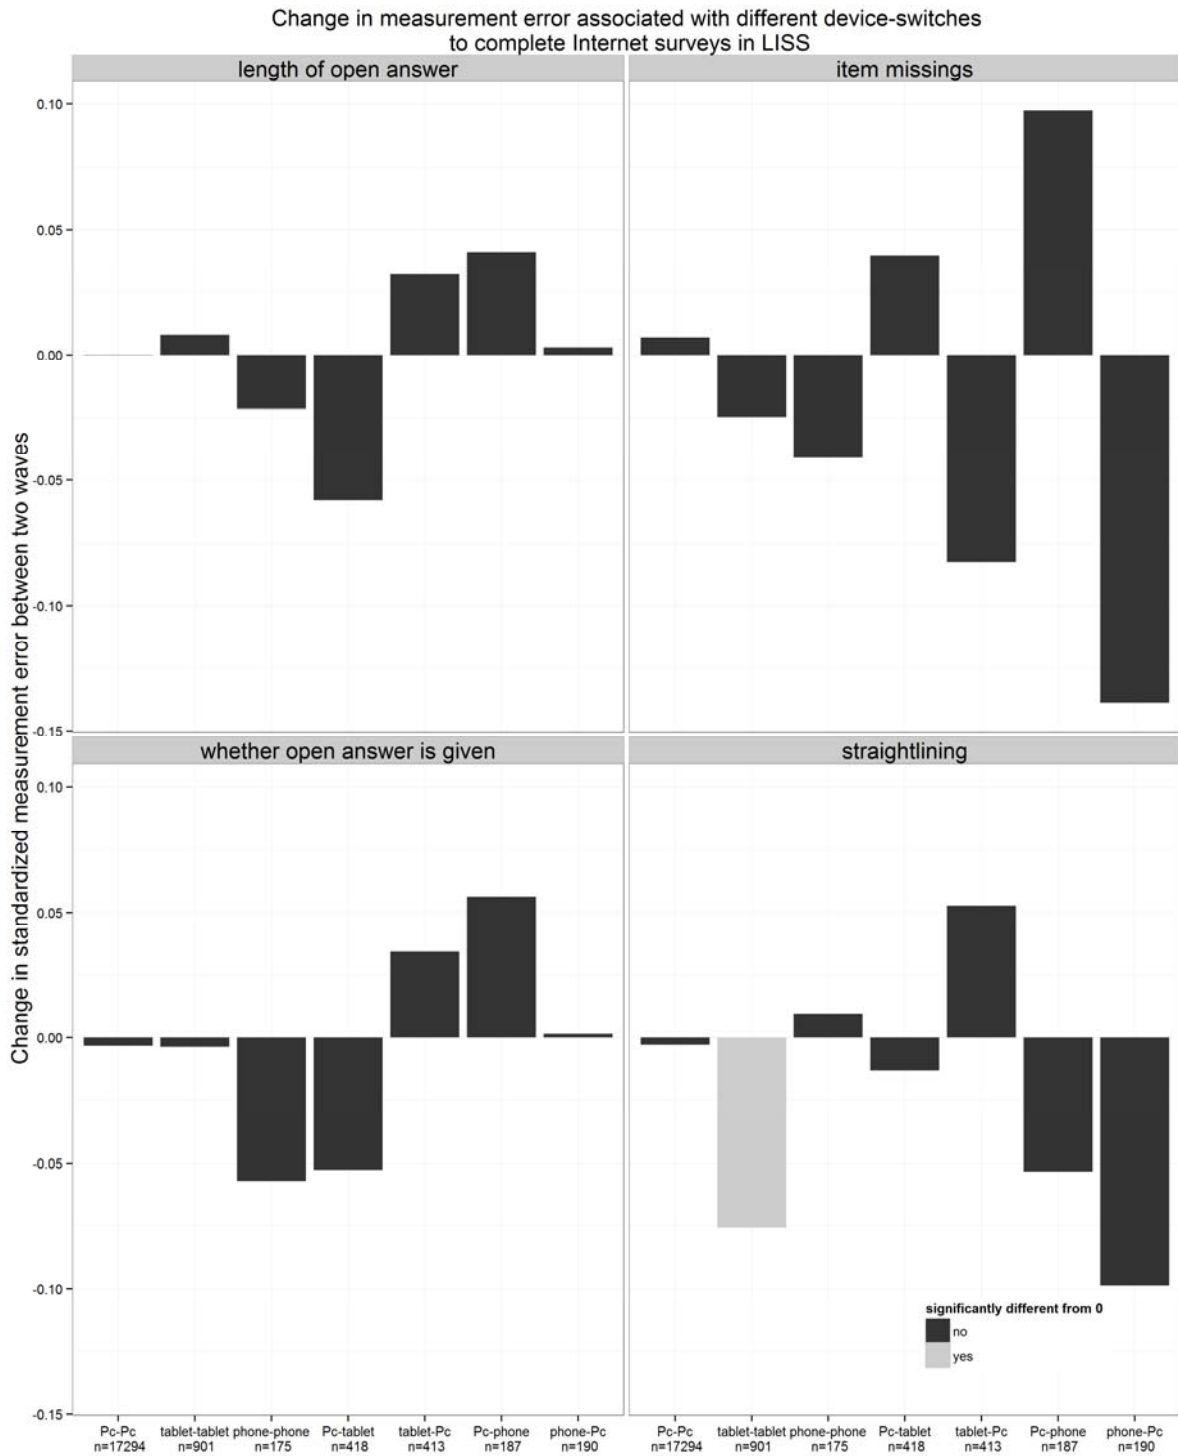 Change in measurement error associated with different device-switches
to complete Internet surveys in LISS
length of open answer
item missings
Change in standardized measurement error between two waves
0.10
0.05
0.00
-0.05
-0.10
-0.15
whether open answer is given
straightlining
0.10
0.05
0.00
-0.05
-0.10
-0.15
significantly different from 0
no
yes
Pc-Pc tablet-tablet phone-phone Pc-tablet tablet-Pc Pc-phone phone-Pc
n=17294 n=901 n=175 n=418 n=413 n=187 n=190
Pc-Pc tablet-tablet phone-phone Pc-tablet tablet-Pc Pc-phone phone-Pc
n=17294 n=901 n=175 n=418 n=413 n=187 n=190